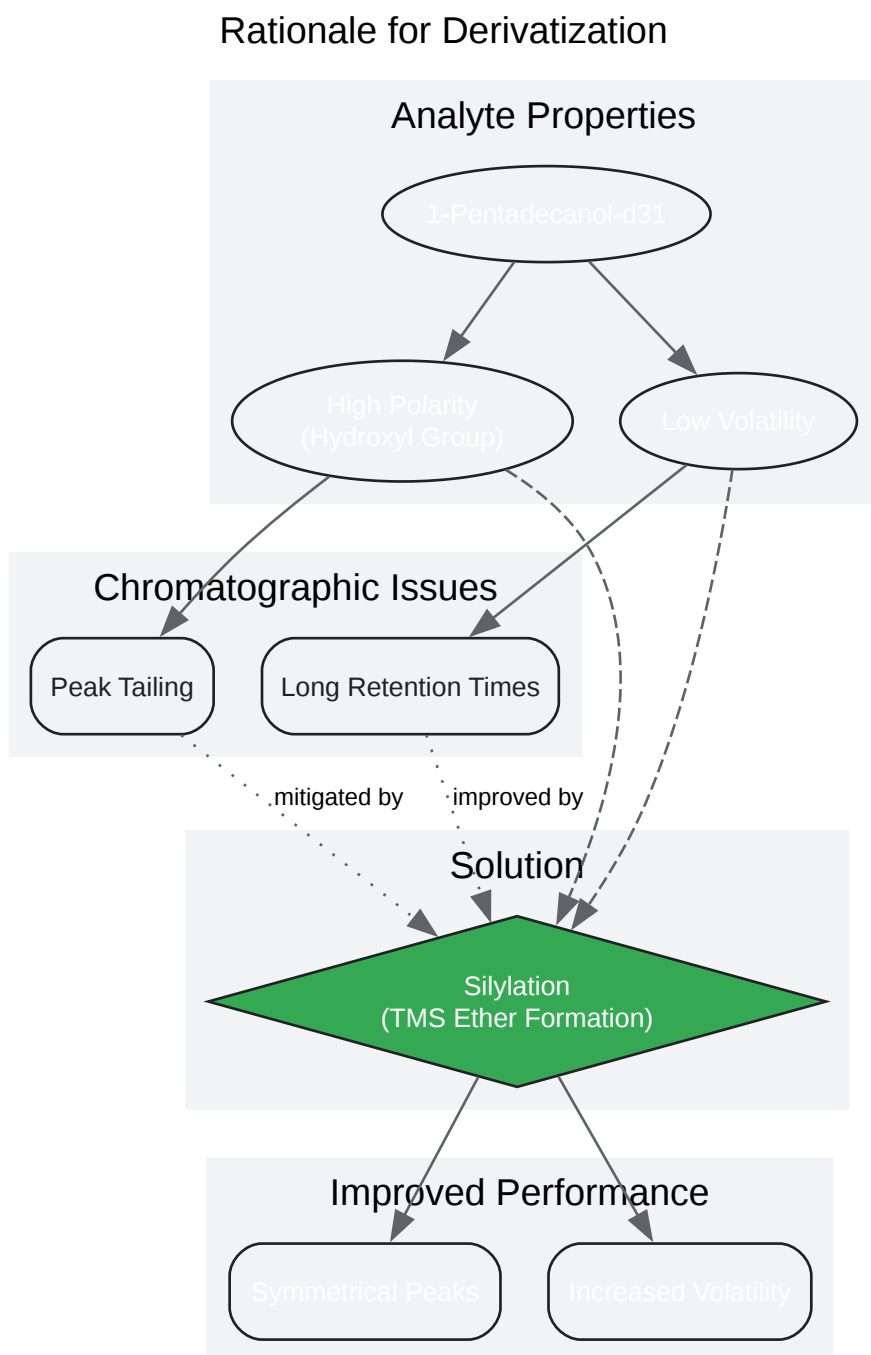 Rationale for Derivatization
Analyte Properties
1-Pentadecanol-d31
High Polarity
(Hydroxyl Group)
Low Volatility
Chromatographic Issues
Peak Tailing
Long Retention Times
mitigated by
improved by
Solution
Silylation
(TMS Ether Formation)
Improved Performance
Symmetrical Peaks
Increased Volatility